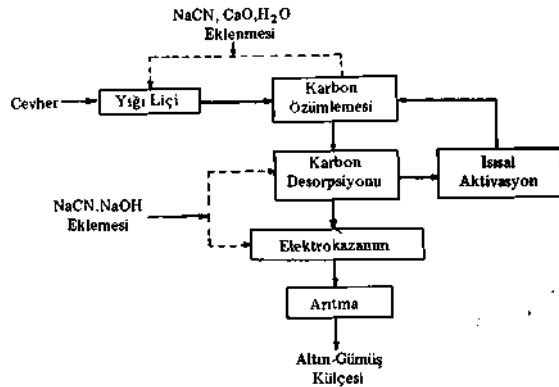 NaCN, CaO,H₂O
Eklenmesi
Cevher
Yığı Liçi
Karbon
Özümlemesi
Karbon
Desorpsiyonu
Isısal
Aktivasyon
NaCN,NaOH
Eklemesi
Elektrokazanım
Arıtma
Altın-Gümüş
Külçesi